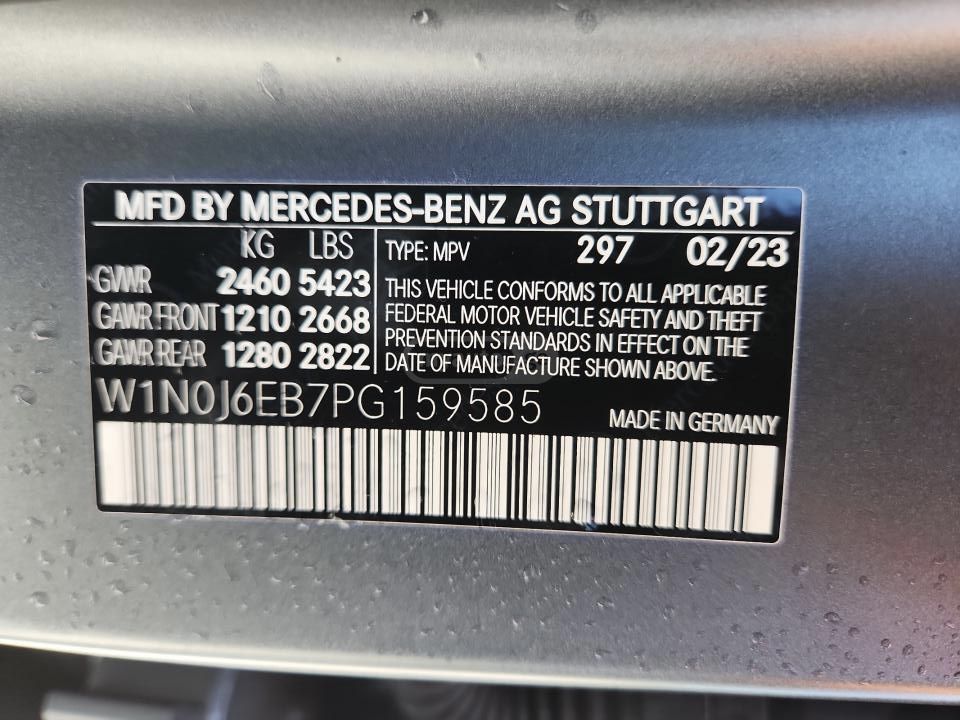 MFD BY MERCEDES-BENZ AG STUTTGART
KG LBS
GVWR 2460 5423
GAWR FRONT 1210 2668
GAWR REAR 1280 2822
TYPE: MPV 297 02/23
THIS VEHICLE CONFORMS TO ALL APPLICABLE
FEDERAL MOTOR VEHICLE SAFETY AND THEFT
PREVENTION STANDARDS IN EFFECT ON THE
DATE OF MANUFACTURE SHOWN ABOVE.
W1N0J6EB7PG159585
MADE IN GERMANY